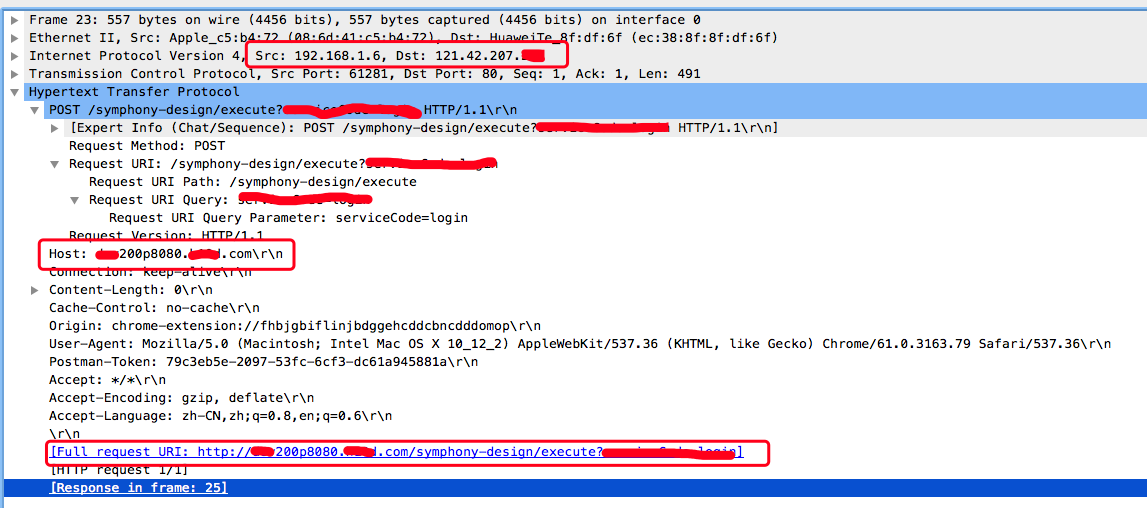 Frame 23: 557 bytes on wire (4456 bits), 557 bytes captured (4456 bits) on interface 0
Ethernet II, Src: Apple_c5:b4:72 (08:6d:41:c5:b4:72), Dst: HuaweiTe_8f:df:6f (ec:38:8f:8f:df:6f)
Internet Protocol Version 4, Src: 192.168.1.6, Dst: 121.42.207.
Transmission Control Protocol, Src Port: 61281, Dst Port: 80, Seq: 1, Ack: 1, Len: 491
Hypertext Transfer Protocol
POST /symphony-design/execute? HTTP/1.1\r\n
[Expert Info (Chat/Sequence): POST /symphony-design/execute? HTTP/1.1\r\n]
Request Method: POST
Request URI: /symphony-design/execute?
Request URI Path: /symphony-design/execute
Request URI Query:
Request URI Query Parameter: serviceCode=login
Request Version: HTTP/1.1
Host: 200p8080. .com\r\n
Connection: keep-alive\r\n
Content-Length: 0\r\n
Cache-Control: no-cache\r\n
Origin: chrome-extension://fhbjgbiflinjbdggehcddcbncdddomop\r\n
User-Agent: Mozilla/5.0 (Macintosh; Intel Mac OS X 10_12_2) AppleWebKit/537.36 (KHTML, like Gecko) Chrome/61.0.3163.79 Safari/537.36\r\n
Postman-Token: 79c3eb5e-2097-53fc-6cf3-dc61a945881a\r\n
Accept: */*\r\n
Accept-Encoding: gzip, deflate\r\n
Accept-Language: zh-CN,zh;q=0.8,en;q=0.6\r\n
\r\n
[Full request URI: http:// 200p8080. .com/symphony-design/execute? ]
[HTTP request 1/1]
[Response in frame: 25]